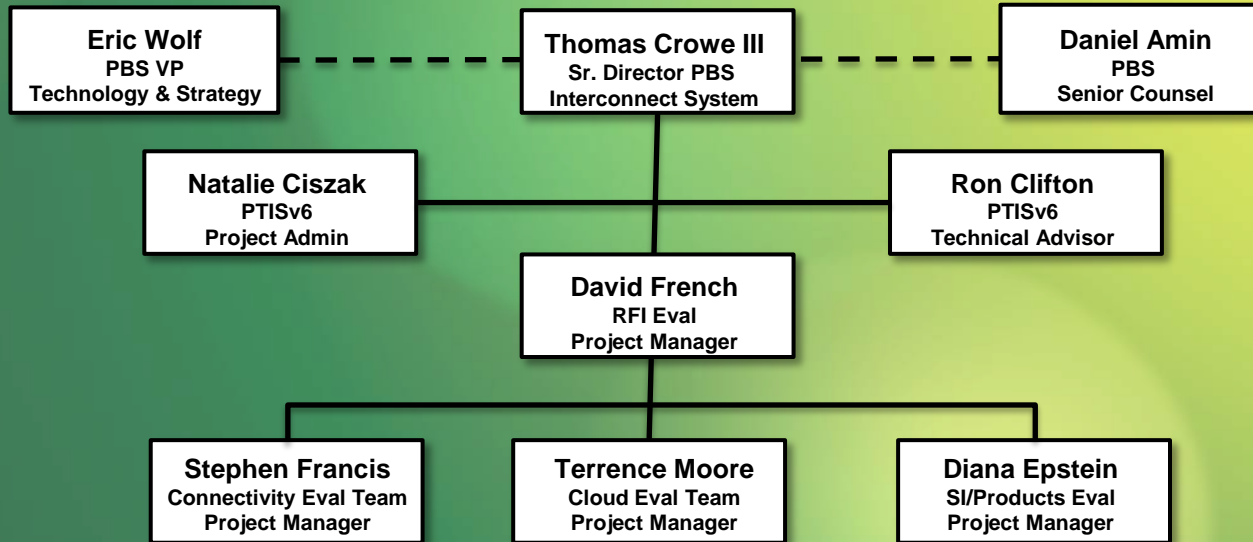 Eric Wolf
PBS VP
Technology & Strategy
Thomas Crowe III
Sr. Director PBS
Interconnect System
Daniel Amin
PBS
Senior Counsel
Natalie Ciszak
PTISv6
Project Admin
Ron Clifton
PTISv6
Technical Advisor
David French
RFI Eval
Project Manager
Stephen Francis
Connectivity Eval Team
Project Manager
Terrence Moore
Cloud Eval Team
Project Manager
Diana Epstein
SI/Products Eval
Project Manager